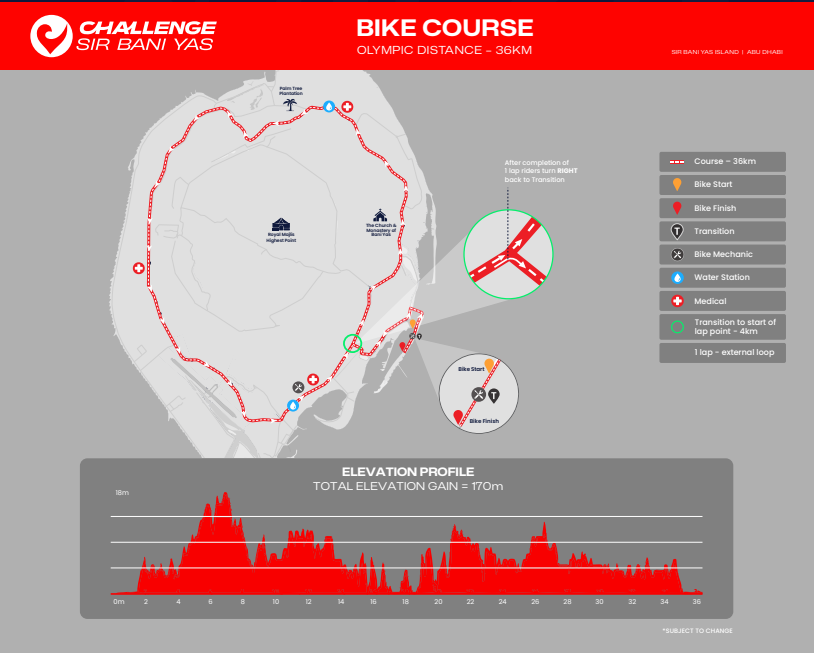 CHALLENGE
SIR BANI YAS
BIKE COURSE
OLYMPIC DISTANCE – 36KM
SIR BANI YAS ISLAND | ABU DHABI
Palm Tree
Plantation
After completion of
1 lap riders turn RIGHT
back to Transition
The Church &
Monastery of
Bani Yas
Royal Majlis
Highest Point
Course – 36km
Bike Start
Bike Finish
T
Transition
Bike Mechanic
Water Station
Medical
Transition to start of
lap point - 4km
1 lap - external loop
Bike Start
T
Bike Finish
ELEVATION PROFILE
TOTAL ELEVATION GAIN = 170m
18m
0m 2 4 6 8 10 12 14 16 18 20 22 24 26 28 30 32 34 36
*SUBJECT TO CHANGE